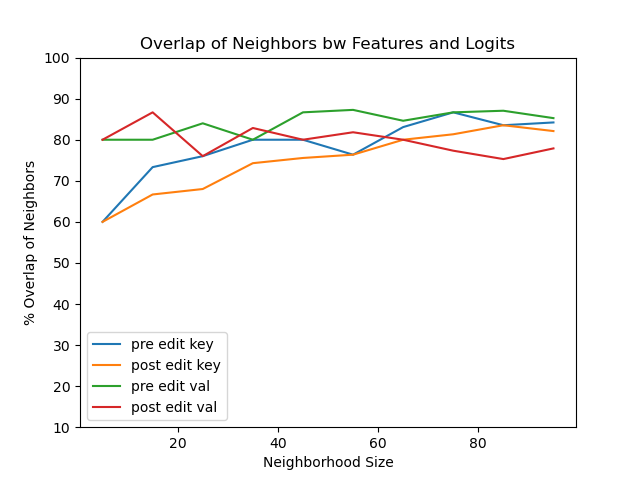 Overlap of Neighbors bw Features and Logits
% Overlap of Neighbors
100
90
80
70
60
50
40
30
20
10
pre edit key
post edit key
pre edit val
post edit val
20 40 60 80
Neighborhood Size